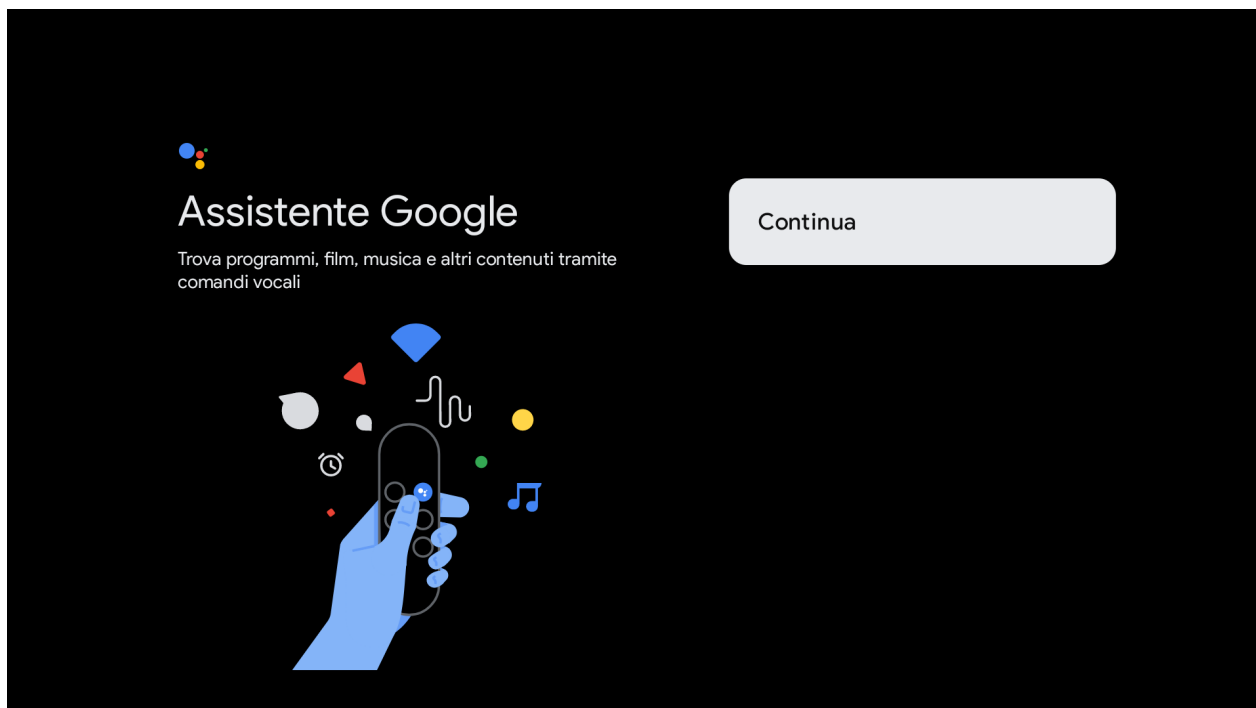 Assistente Google
Trova programmi, film, musica e altri contenuti tramite
comandi vocali
Continua